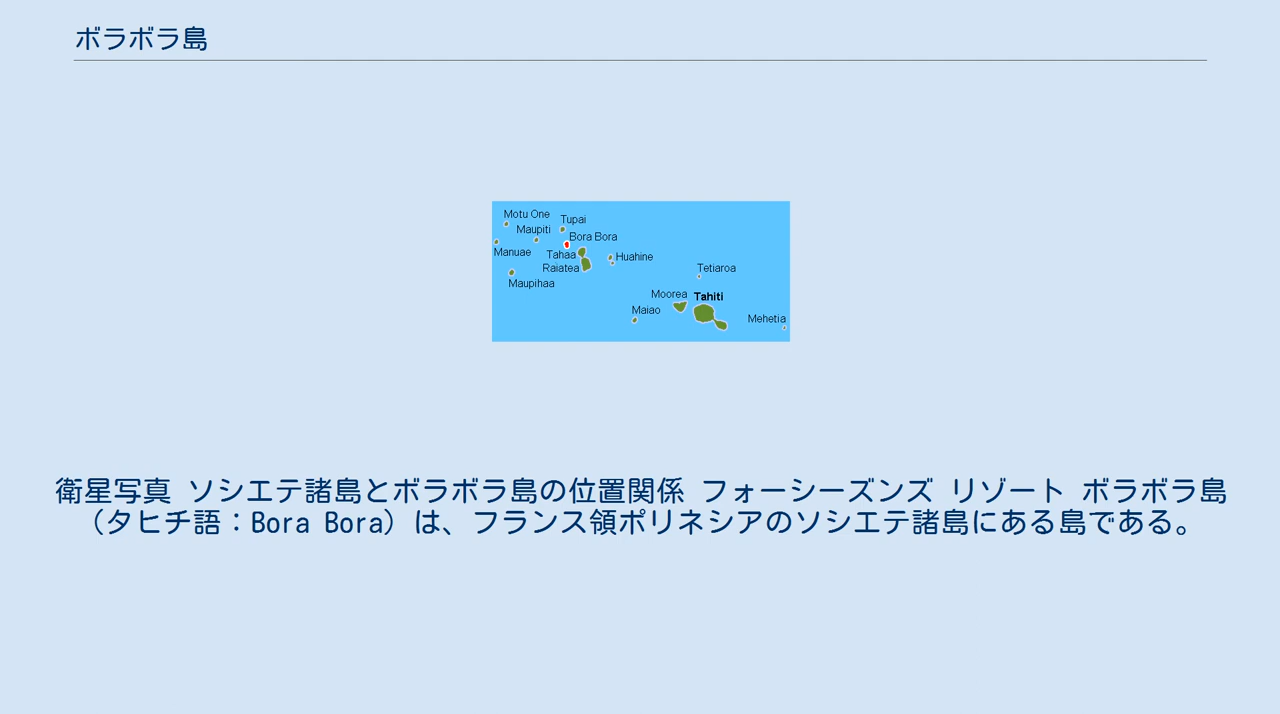 ボラボラ島
Motu One
Tupai
Maupiti
Bora Bora
Manuae
Tahaa
Huahine
Raiatea
Tetiaroa
Maupihaa
Moorea
Tahiti
Maiao
Mehetia
衛星写真 ソシエテ諸島とボラボラ島の位置関係 フォーシーズンズ リゾート ボラボラ島
（タヒチ語：Bora Bora）は、フランス領ポリネシアのソシエテ諸島にある島である。